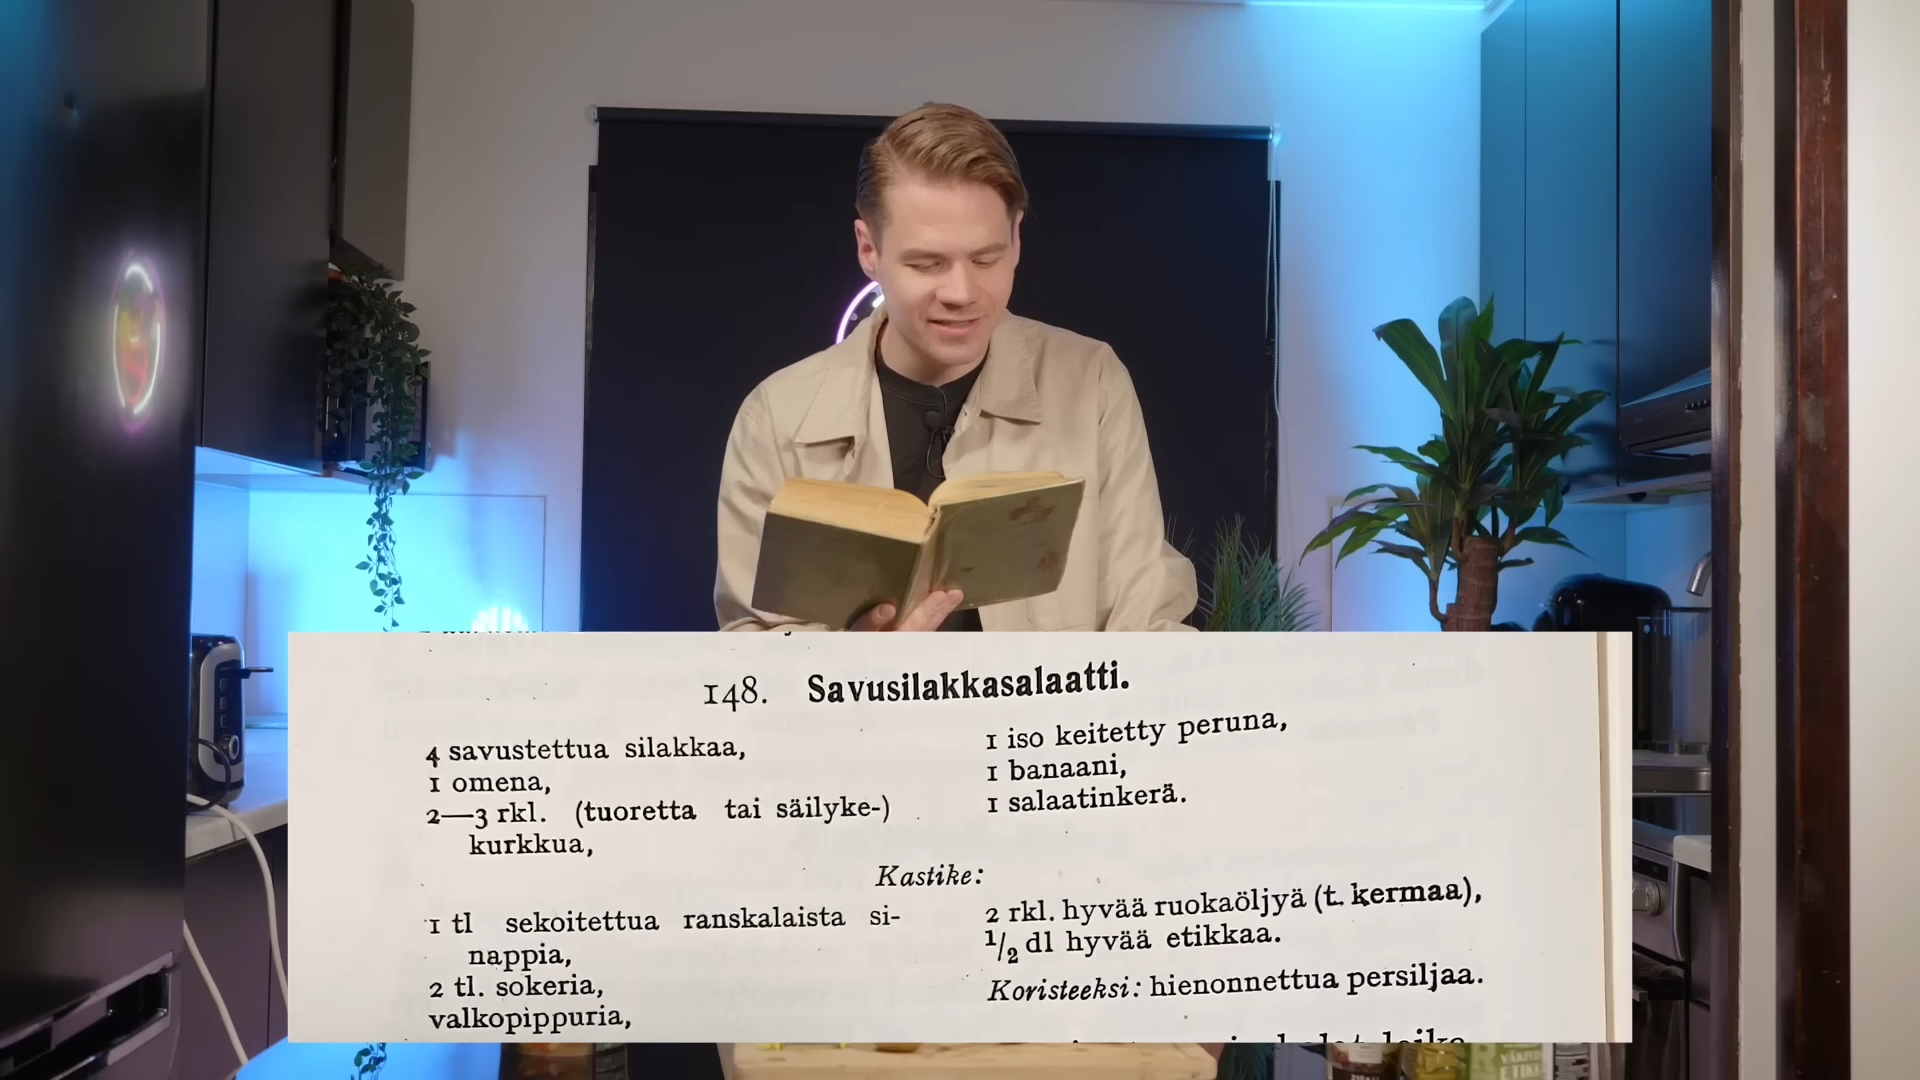 148. Savusilakkasalaatti.
4 savustettua silakkaa,
1 omena,
2—3 rkl. (tuoretta tai säilyke-)
kurkkua,
1 iso keitetty peruna,
1 banaani,
1 salaatinkerä.
Kastike:
1 tl sekoitettua ranskalaista si-
nappia,
2 tl. sokeria,
valkopippuria,
2 rkl. hyvää ruokaöljyä (t. kermaa),
1/2 dl hyvää etikkaa.
Koristeeksi: hienonnettua persiljaa.